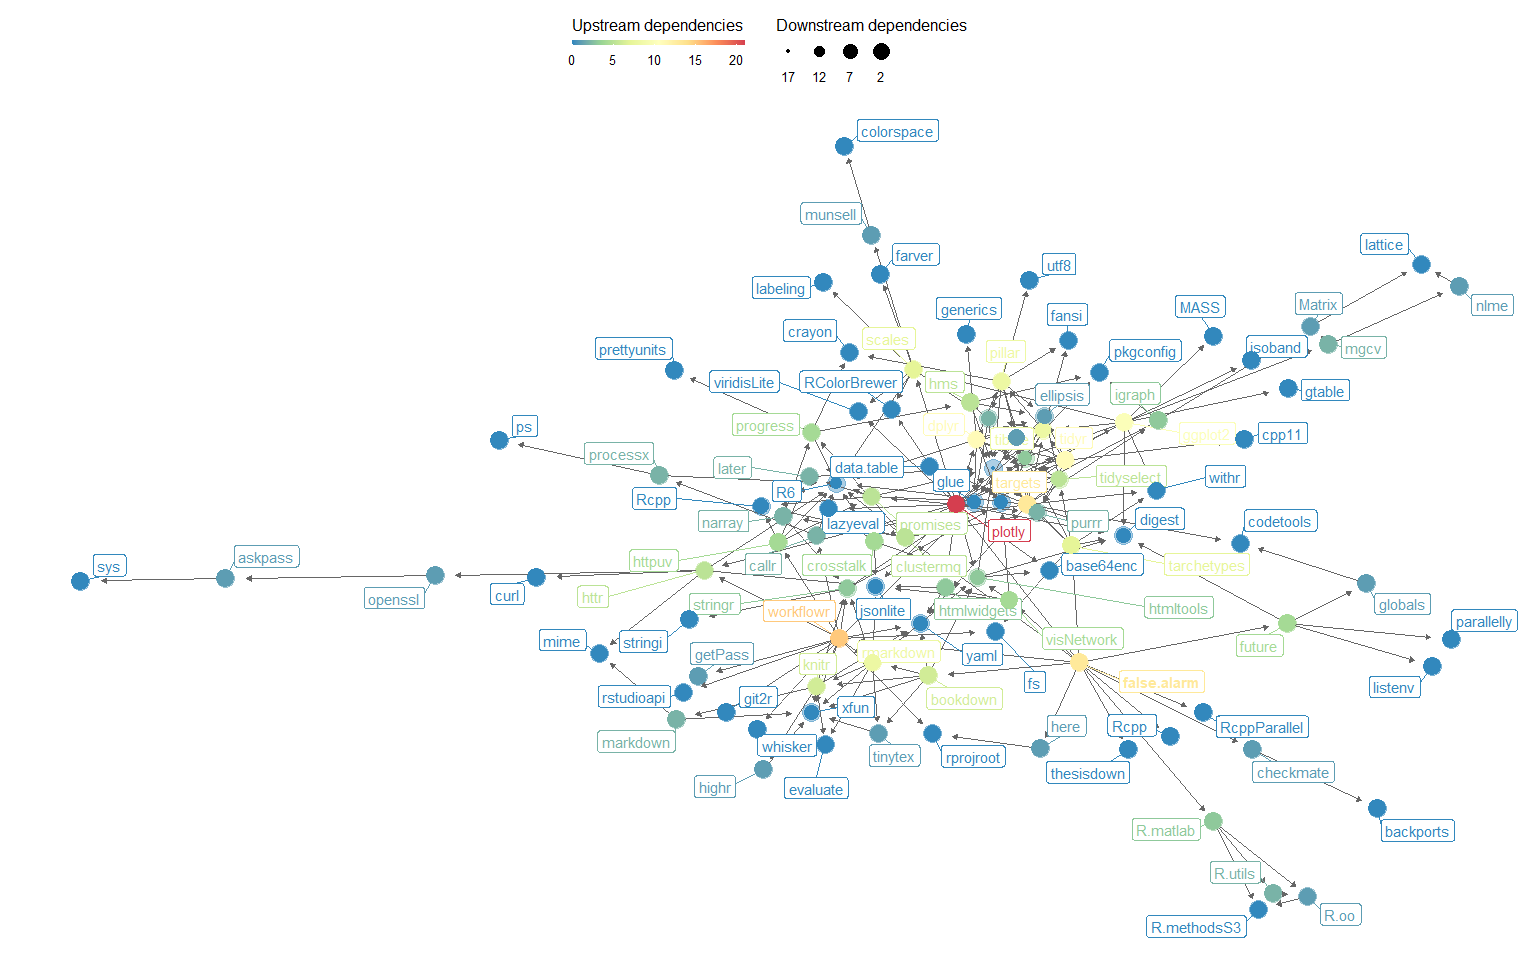 Upstream dependencies
Downstream dependencies
0 5 10 15 20
17 12 7 2
colorspace
munsell
farver
lattice
utf8
labeling
nlme
generics
MASS
Matrix
fansi
crayon
scales
isoband
prettyunits
pillar
pkgconfig
mgcv
viridisLite
RColorBrewer
hms
ellipsis
igraph
gtable
ps
progress
dplyr
tidyr
ggplot2
cpp11
processx
later
data.table
glue
targets
tidyselect
withr
Rcpp
R6
narray
lazyeval
promises
plotly
purrr
digest
codetools
sys
askpass
httpuv
callr
crosstalk
clustermq
base64enc
tarchetypes
openssl
curl
httr
stringr
workflowr
jsonlite
htmlwidgets
htmltools
globals
mime
stringi
getPass
knitr
rmarkdown
yaml
visNetwork
future
parallelly
rstudioapi
git2r
xfun
bookdown
fs
false.alarm
listenv
markdown
whisker
tinytex
rprojroot
here
Rcpp
RcppParallel
highr
evaluate
thesisdown
checkmate
R.matlab
backports
R.utils
R.methodsS3
R.oo